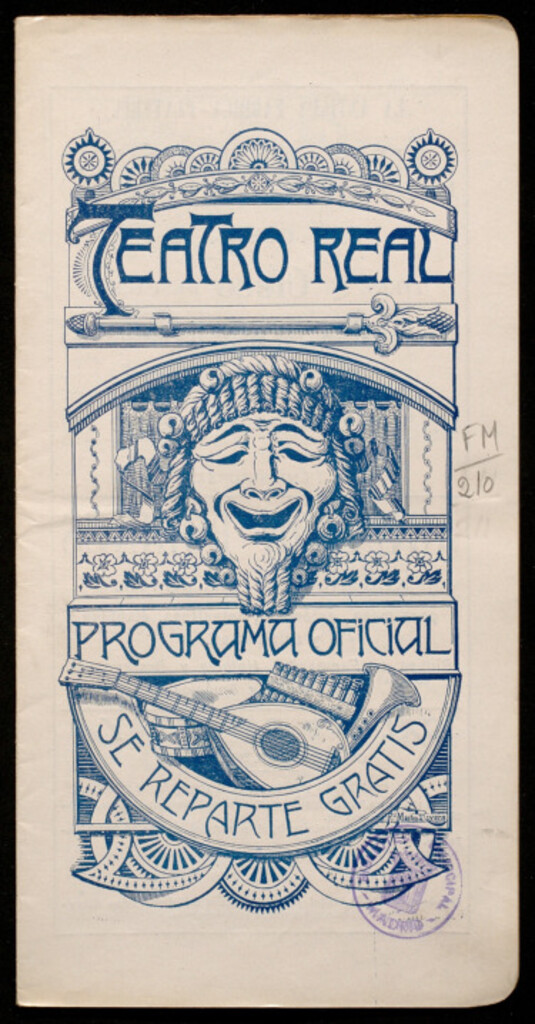 TEATRO REAL
FM
210
PROGRAMA OFICIAL
SE REPARTE GRATIS
MADRID